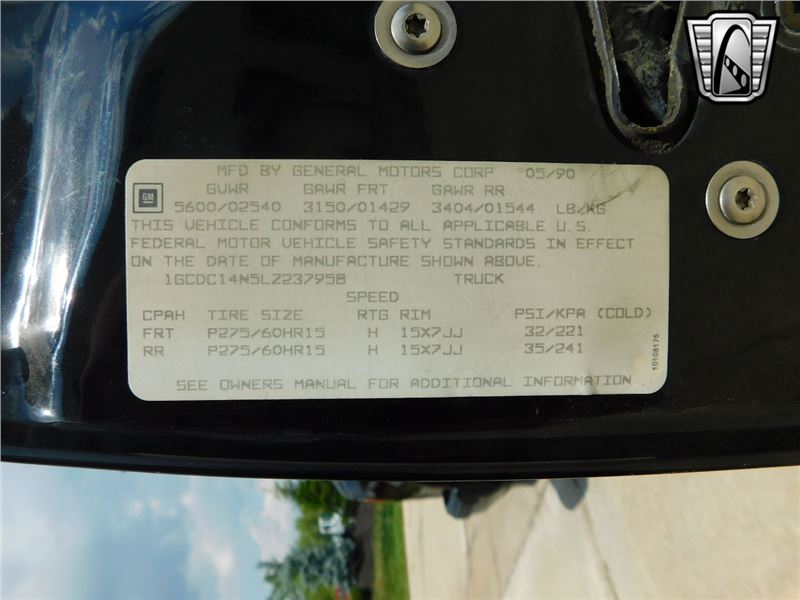 MFD BY GENERAL MOTORS CORP 05/90
GVWR GAWR FRT GAWR RR
GM
5600/02540 3150/01429 3404/01544 LB/KG
THIS VEHICLE CONFORMS TO ALL APPLICABLE U.S.
FEDERAL MOTOR VEHICLE SAFETY STANDARDS IN EFFECT
ON THE DATE OF MANUFACTURE SHOWN ABOVE.
1GCDC14N5LZ237958 TRUCK
SPEED
CPAH TIRE SIZE RTG RIM PSI/KPA (COLD)
FRT P275/60HR15 H 15X7JJ 32/221
RR P275/60HR15 H 15X7JJ 35/241
SEE OWNERS MANUAL FOR ADDITIONAL INFORMATION
10108175